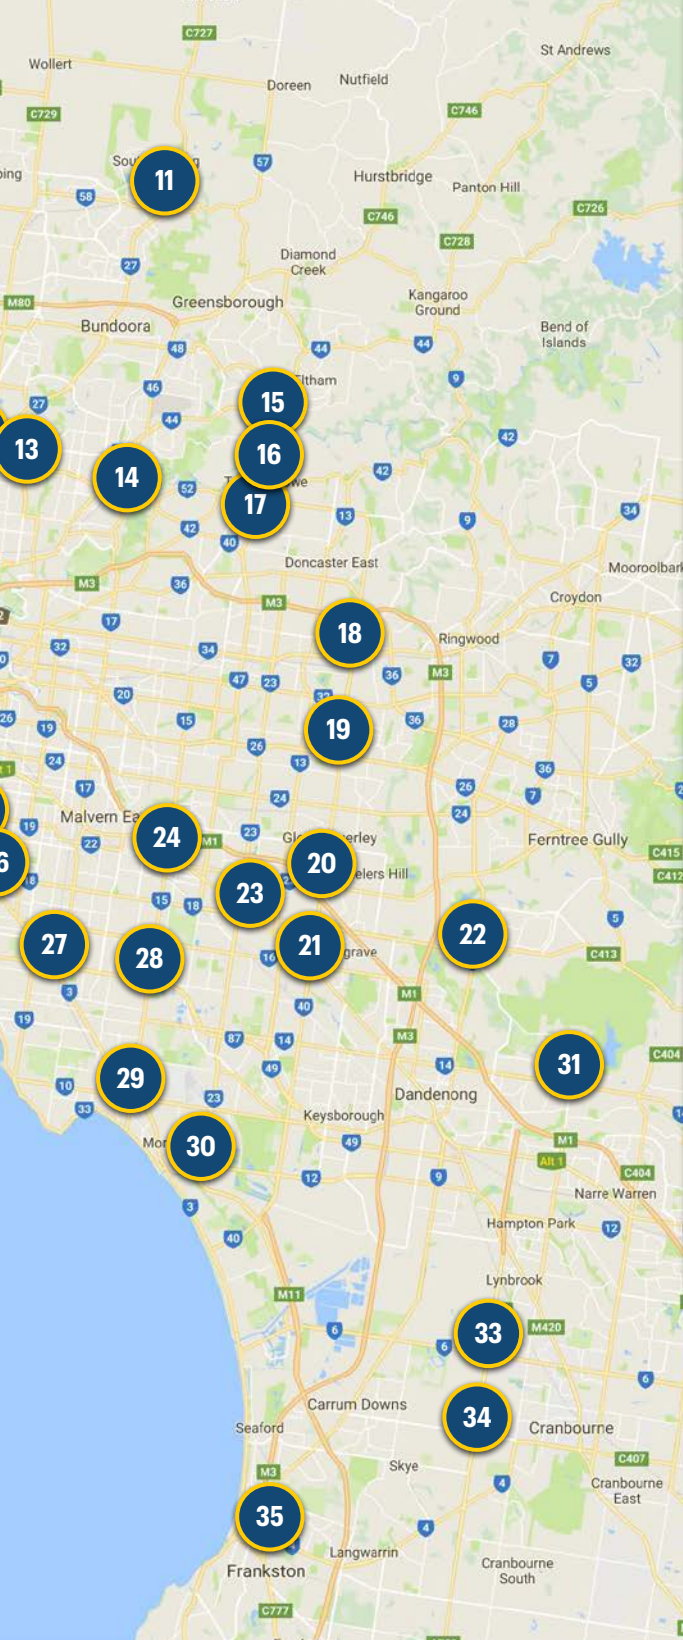 C727
St Andrews
Wollert
Nutfield
Doreen
C746
C729
57
11
Hurstbridge
Panton Hill
58
C726
C746
C728
Diamond
Creek
27
Kangaroo
Ground
M80
Greensborough
Bundoora
Bend of
Islands
44
44
48
9
46
15
27
44
42
13
16
14
42
52
17
34
13
9
42
40
Doncaster East
M3
36
M3
Croydon
17
18
Ringwood
32
34
7
32
M3
36
47
23
5
20
26
15
36
28
19
19
26
24
13
36
26
7
17
24
24
Malvern
19
23
24
M1
Ferntree Gully
22
C415
20
C412
23
15
18
5
22
27
21
28
C413
16
3
M1
40
19
M3
87
14
C404
49
14
31
29
10
Dandenong
23
33
Keysborough
49
M1
30
Alt 1
C404
12
9
Narre Warren
3
Hampton Park
12
40
Lynbrook
M11
6
M420
33
6
6
Carrum Downs
34
Seaford
Cranbourne
C407
Skye
M3
4
Cranbourne
East
35
4
Langwarrin
Frankston
Cranbourne
South
C777